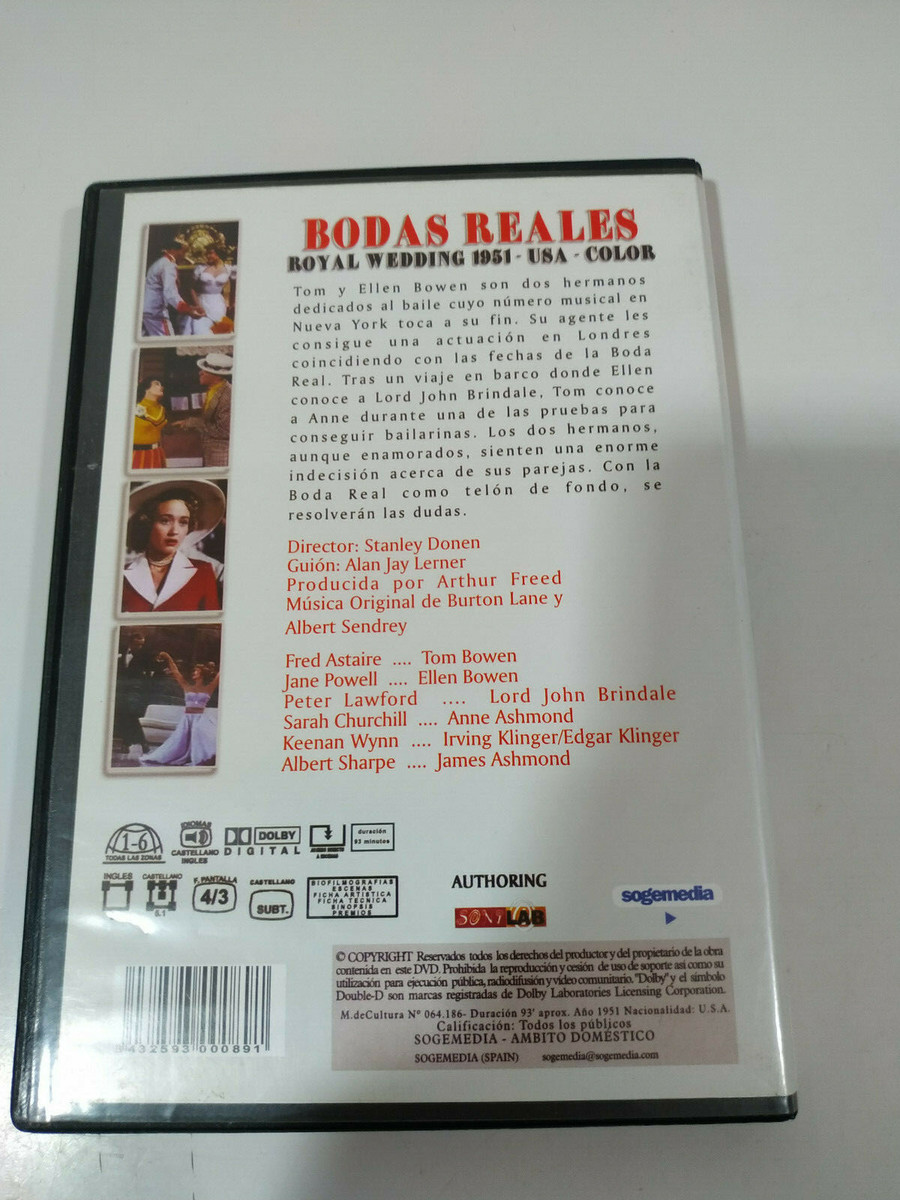 BODAS REALES
ROYAL WEDDING 1951 - USA - COLOR
Tom y Ellen Bowen son dos hermanos
dedicados al baile cuyo número musical en
Nueva York toca a su fin. Su agente les
consigue una actuación en Londres
coincidiendo con las fechas de la Boda
Real. Tras un viaje en barco donde Ellen
conoce a Lord John Brindale, Tom conoce
a Anne durante una de las pruebas para
conseguir bailarinas. Los dos hermanos,
aunque enamorados, sienten una enorme
indecisión acerca de sus parejas. Con la
Boda Real como telón de fondo, se
resolverán las dudas.
Director: Stanley Donen
Guión: Alan Jay Lerner
Producida por Arthur Freed
Música Original de Burton Lane y
Albert Sendrey
Fred Astaire .... Tom Bowen
Jane Powell .... Ellen Bowen
Peter Lawford .... Lord John Brindale
Sarah Churchill .... Anne Ashmond
Keenan Wynn .... Irving Klinger/Edgar Klinger
Albert Sharpe .... James Ashmond
1-6
TODAS LAS ZONAS
IDIOMAS
CASTELLANO
INGLES
DOLBY
DIGITAL
duración
93 minutos
INGLES
CASTELLANO
5.1
F. PANTALLA
4/3
CASTELLANO
SUBT.
BIOFILMOGRAFIAS
ESCENAS
FICHA ARTISTICA
FICHA TECNICA
SINOPSIS
PREMIOS
AUTHORING
SONYLAB
sogemedia
© COPYRIGHT Reservados todos los derechos del productor y del propietario de la obra
contenida en este DVD. Prohibida la reproducción y cesión de uso de soporte así como su
utilización para ejecución pública, radiodifusión y vídeo comunitario. "Dolby" y el símbolo
Double-D son marcas registradas de Dolby Laboratories Licensing Corporation.
M.deCultura Nº 064.186- Duración 93' aprox. Año 1951 Nacionalidad: U.S.A.
Calificación: Todos los públicos
SOGEMEDIA - AMBITO DOMÉSTICO
SOGEMEDIA (SPAIN) sogemedia@sogemedia.com
8 432593 000891